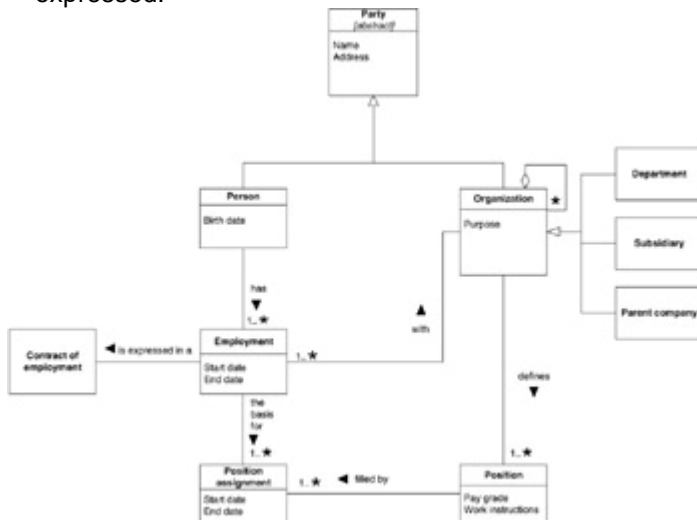 expressed.
Party
[abstract]
Name
Address
Person
Birth date
Organization
Purpose
*
Department
Subsidiary
Parent company
has
1..*
with
Contract of
employment
is expressed in a
Employment
Start date
End date
1..*
defines
the
basis
for
1..*
1..*
Position
assignment
Start date
End date
1..*
filled by
Position
Pay grade
Work instructions